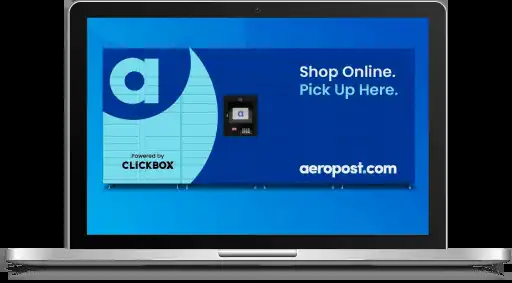 a
Shop Online.
Pick Up Here.
a
Powered by
CLICKBOX
aeropost.com